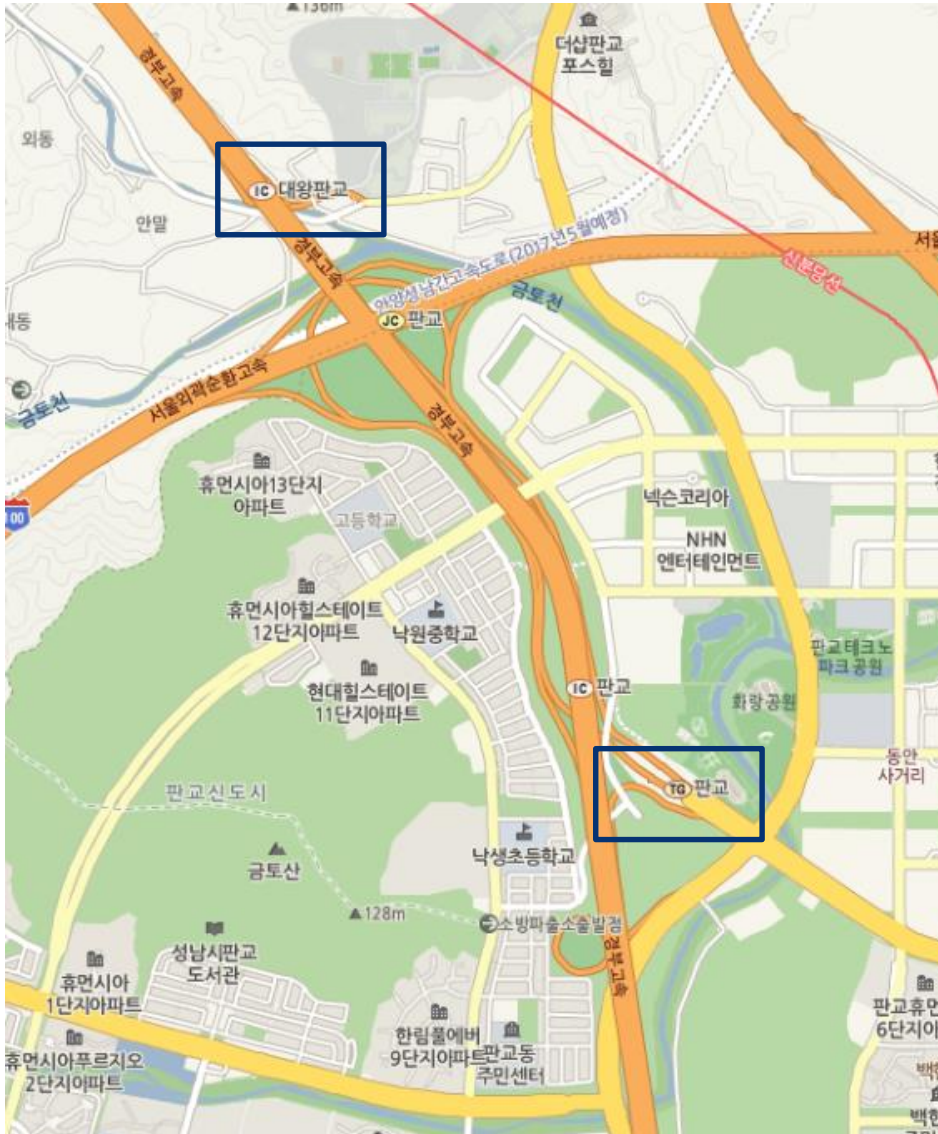 ▲136m
더샵판교
포스힐
경부고속
외동
IC 대왕판교
안말
경부고속
안양성남간고속도로(2017년5월예정)
신분당선
서울
금토천
JC 판교
금토천
서울외곽순환고속
경부고속
100
휴먼시아13단지
아파트
고등학교
넥슨코리아
NHN
엔터테인먼트
휴먼시아힐스테이트
12단지아파트
낙원중학교
판교테크노
파크공원
현대힐스테이트
11단지아파트
IC 판교
화랑공원
동안
사거리
TG 판교
판교신도시
낙생초등학교
금토산
▲128m
소방파출소출발점
경부고속
성남시판교
도서관
휴먼시아
1단지아파트
한림풀에버
9단지아파트
판교동
주민센터
판교휴먼
6단지아
휴먼시아푸르지오
2단지아파트
백현